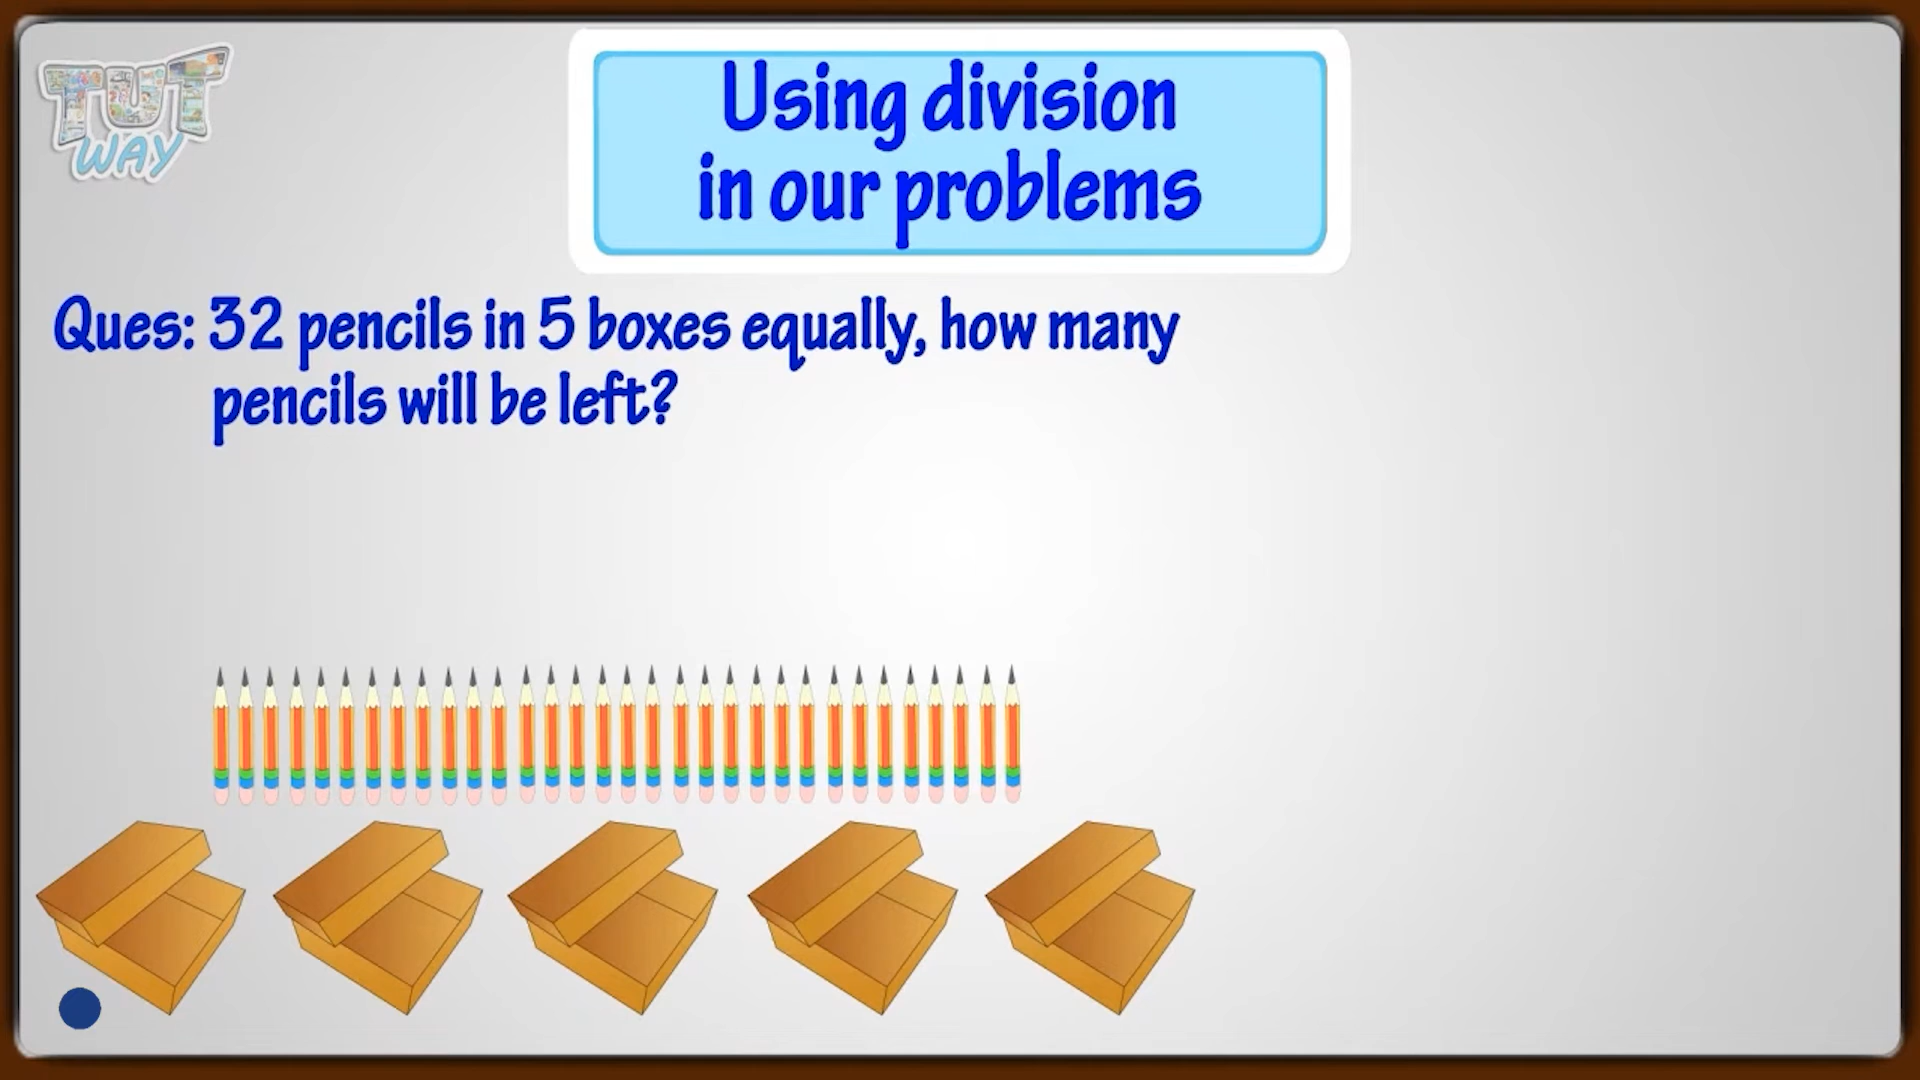 TUT
WAY
Using division
in our problems
Ques: 32 pencils in 5 boxes equally, how many
pencils will be left?